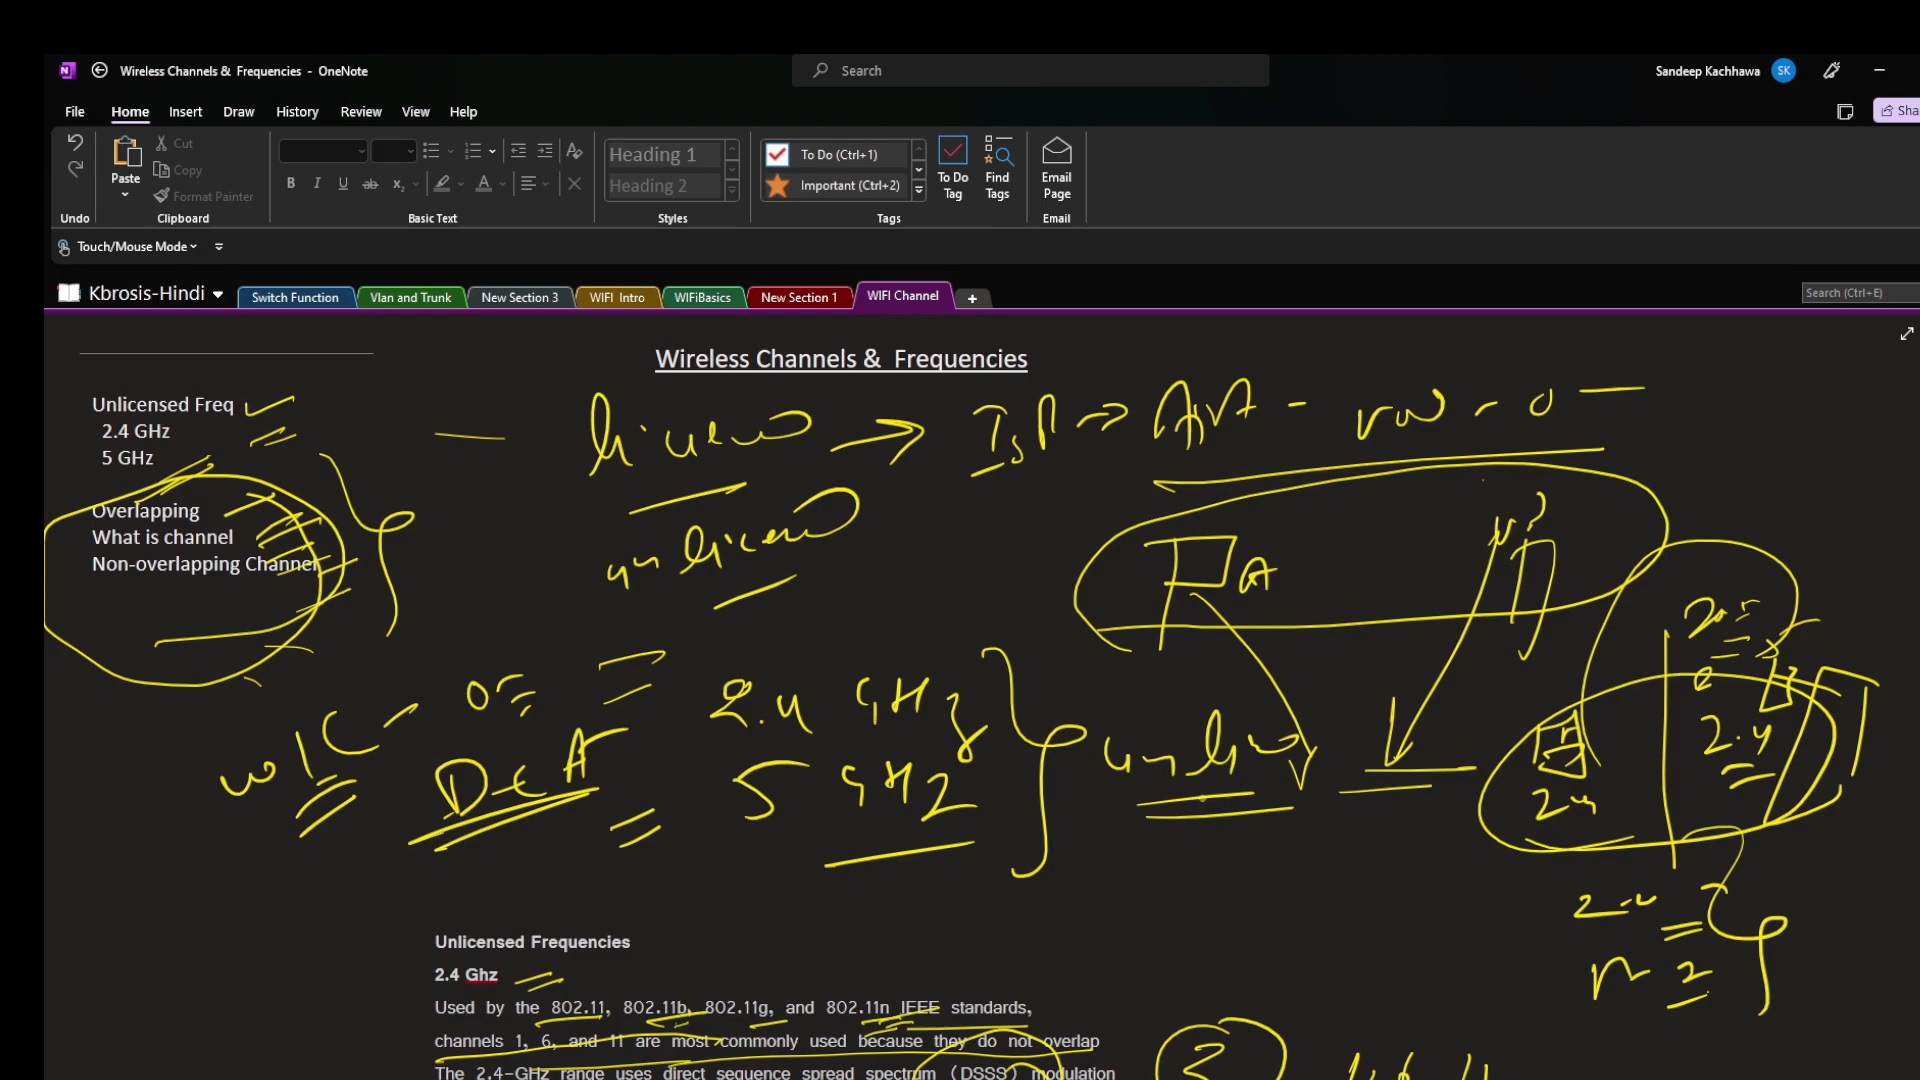 Wireless Channels & Frequencies - OneNote
Search
Sandeep Kachhawa
SK
File Home Insert Draw History Review View Help
Sha
Paste
Cut
Copy
Format Painter
Heading 1
Heading 2
To Do (Ctrl+1)
Important (Ctrl+2)
To Do Tag
Find Tags
Email Page
Undo Clipboard Basic Text Styles Tags Email
Touch/Mouse Mode
Kbrosis-Hindi
Switch Function
Vlan and Trunk
New Section 3
WIFI Intro
WIFiBasics
New Section 1
WIFI Channel
Search (Ctrl+E)
Wireless Channels & Frequencies
Unlicensed Freq
2.4 GHz
5 GHz
Overlapping
What is channel
Non-overlapping Channel
A
2.4 GHz
5 GHz
WLC
DCA
2.4
Unlicensed Frequencies
2.4 Ghz
Used by the 802.11, 802.11b, 802.11g, and 802.11n IEEE standards,
channels 1, 6, and 11 are most commonly used because they do not overlap
The 2.4-GHz range uses direct sequence spread spectrum (DSSS) modulation
3